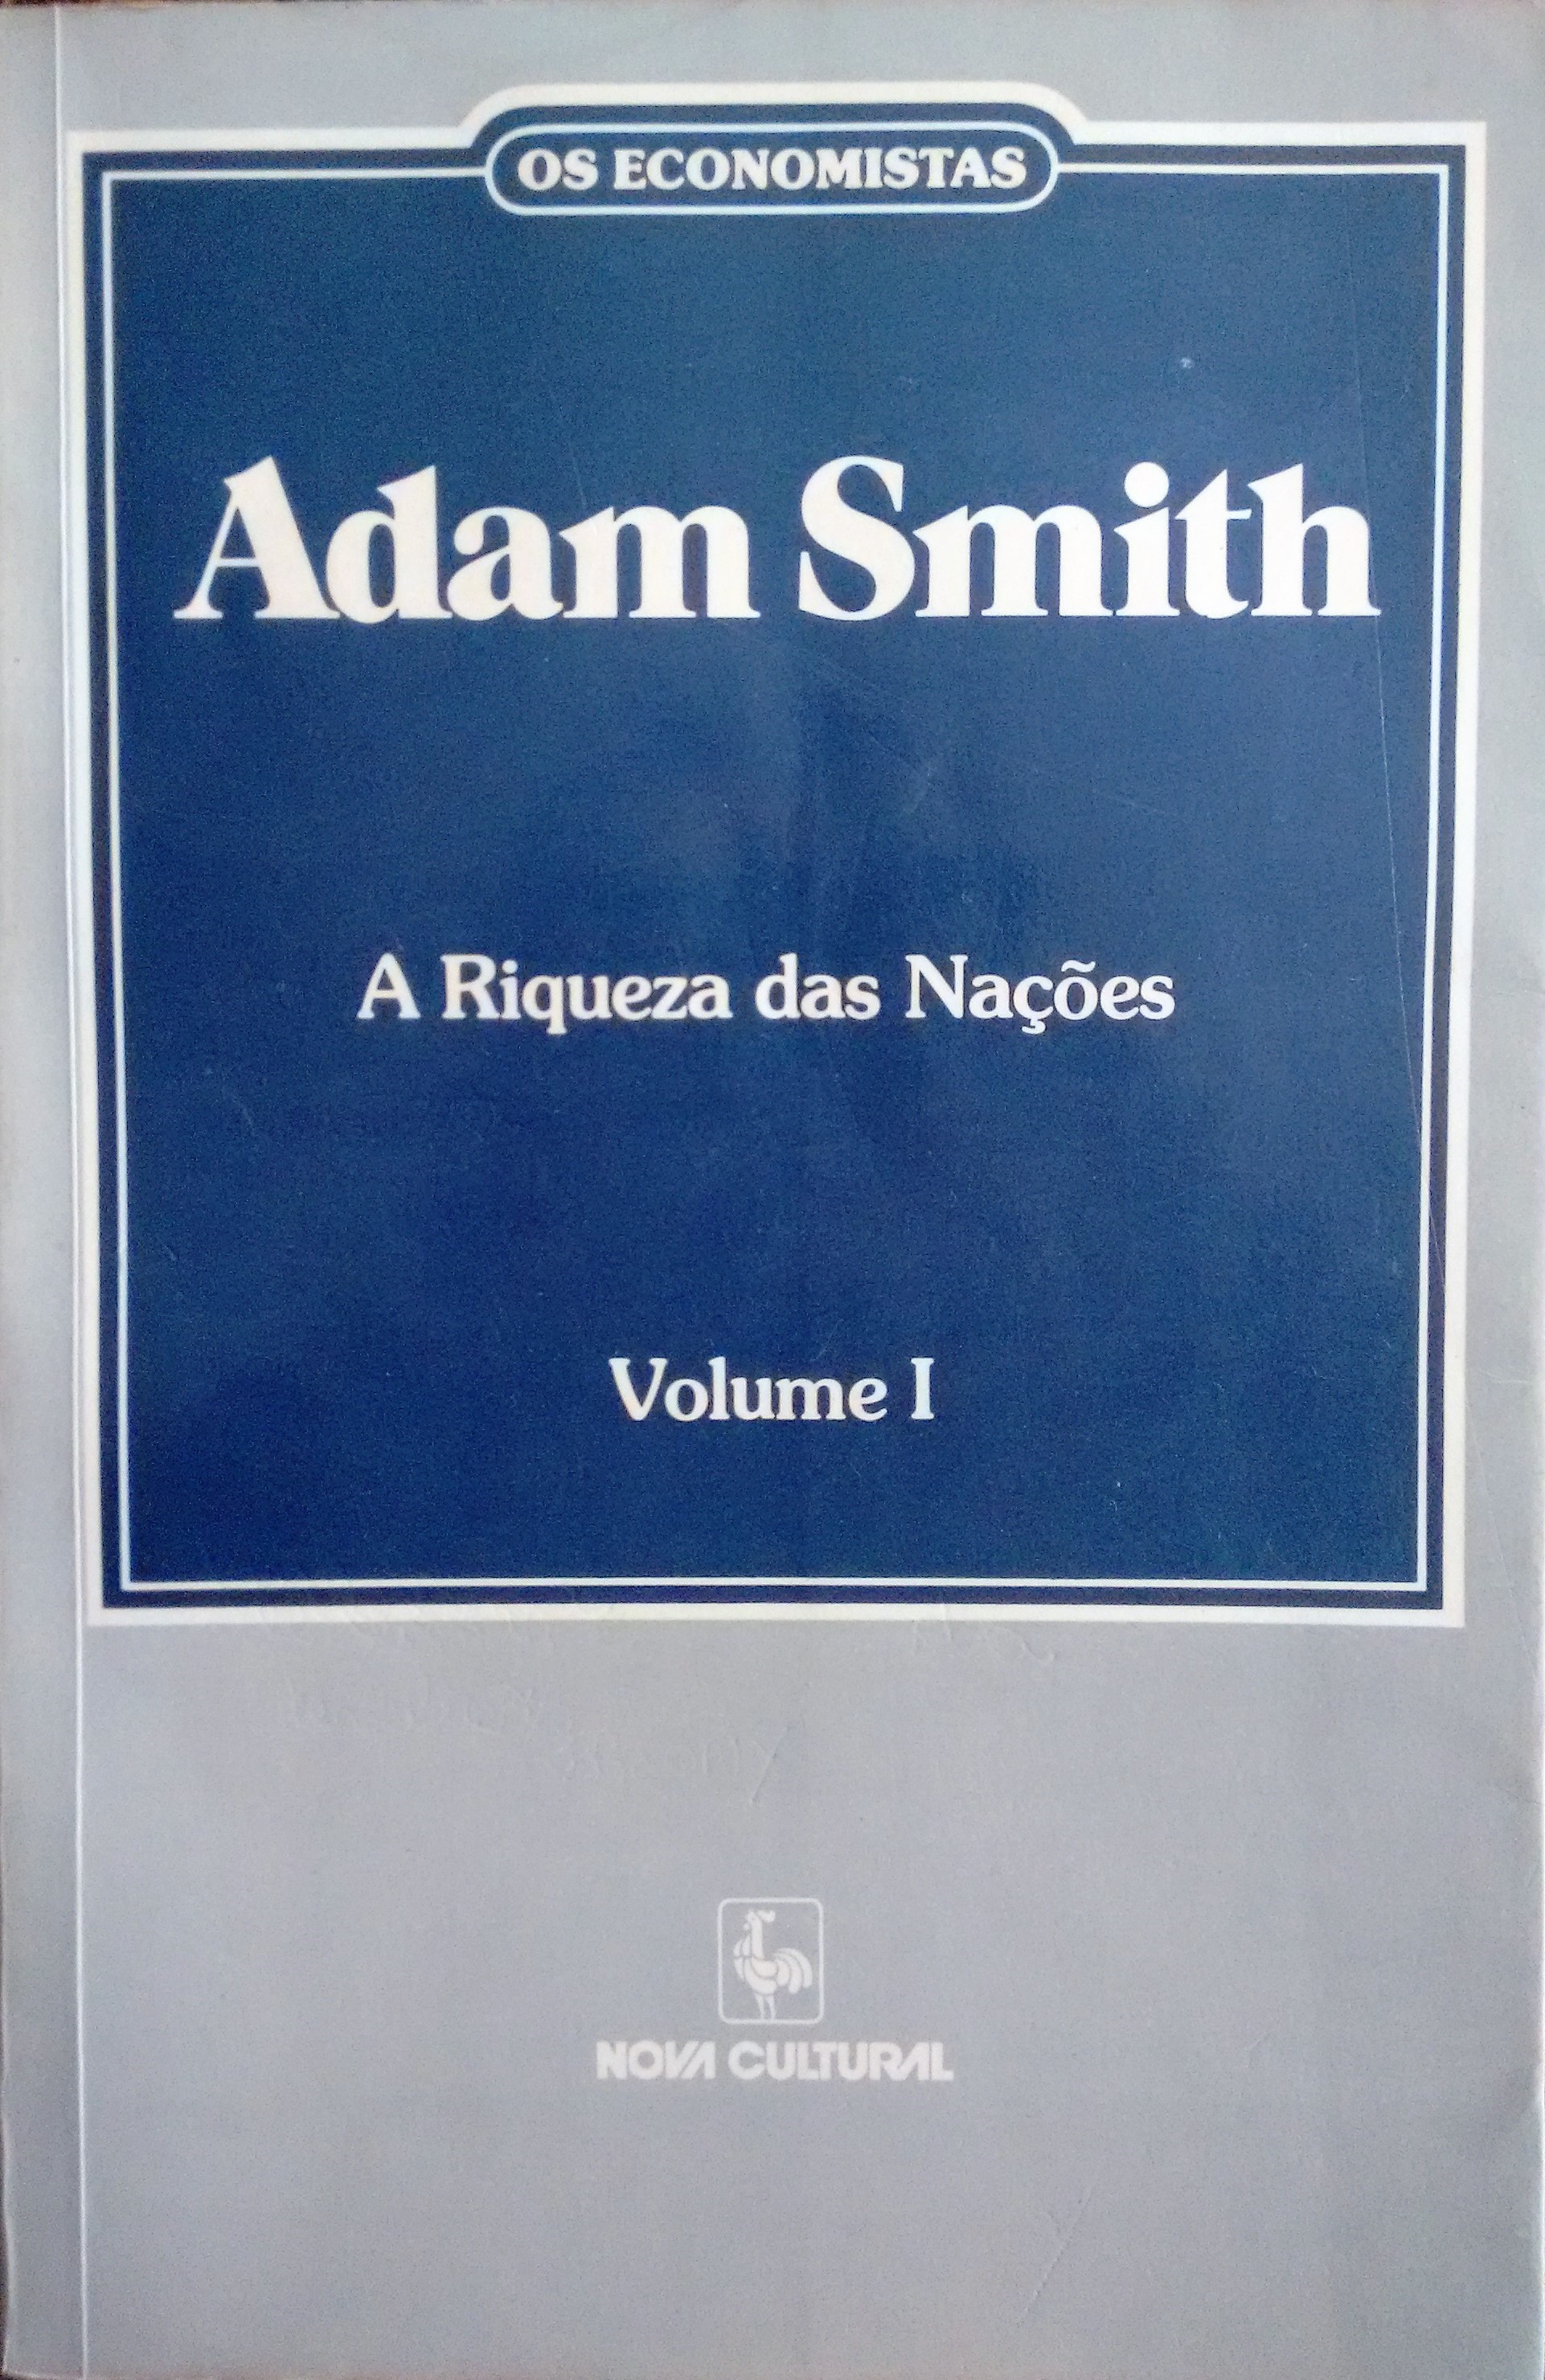 OS ECONOMISTAS
Adam Smith
A Riqueza das Nações
Volume I
NOVA CULTURAL